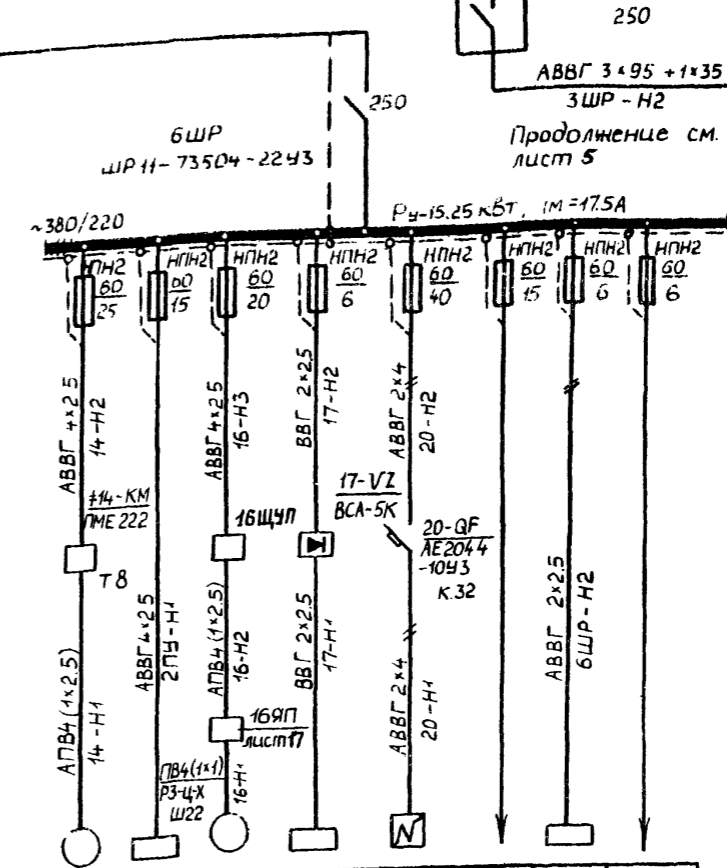 250
АВВГ 3×95 +1×35
3ШР-Н2
Продолжение см.
лист 5
250
6ШР
ШР11-73504-22У3
~380/220
Ру-15.25 кВт, Iм=17.5А
НПН2
60
25
НПН2
60
15
НПН2
60
20
НПН2
60
6
НПН2
60
40
НПН2
60
15
НПН2
60
6
НПН2
60
6
АВВГ 4×2.5
14-Н2
АВВГ 4×2.5
16-Н3
ВВГ 2×2.5
17-Н2
АВВГ 2×4
20-Н2
14-КМ
ПМЕ 222
Т8
16ЩУП
17-VZ
ВСА-5К
20-QF
АЕ2044
-10У3
К.32
АПВ4(1×2.5)
14-Н1
АВВГ 4×2.5
2ПУ-Н1
АПВ4(1×2.5)
16-Н2
ВВГ 2×2.5
17-Н1
АВВГ 2×4
20-Н1
АВВГ 2×2.5
6ШР-Н2
16ЯП
лист17
ПВ4(1×1)
РЗ-Ц-Х
Ш22
16-Н1